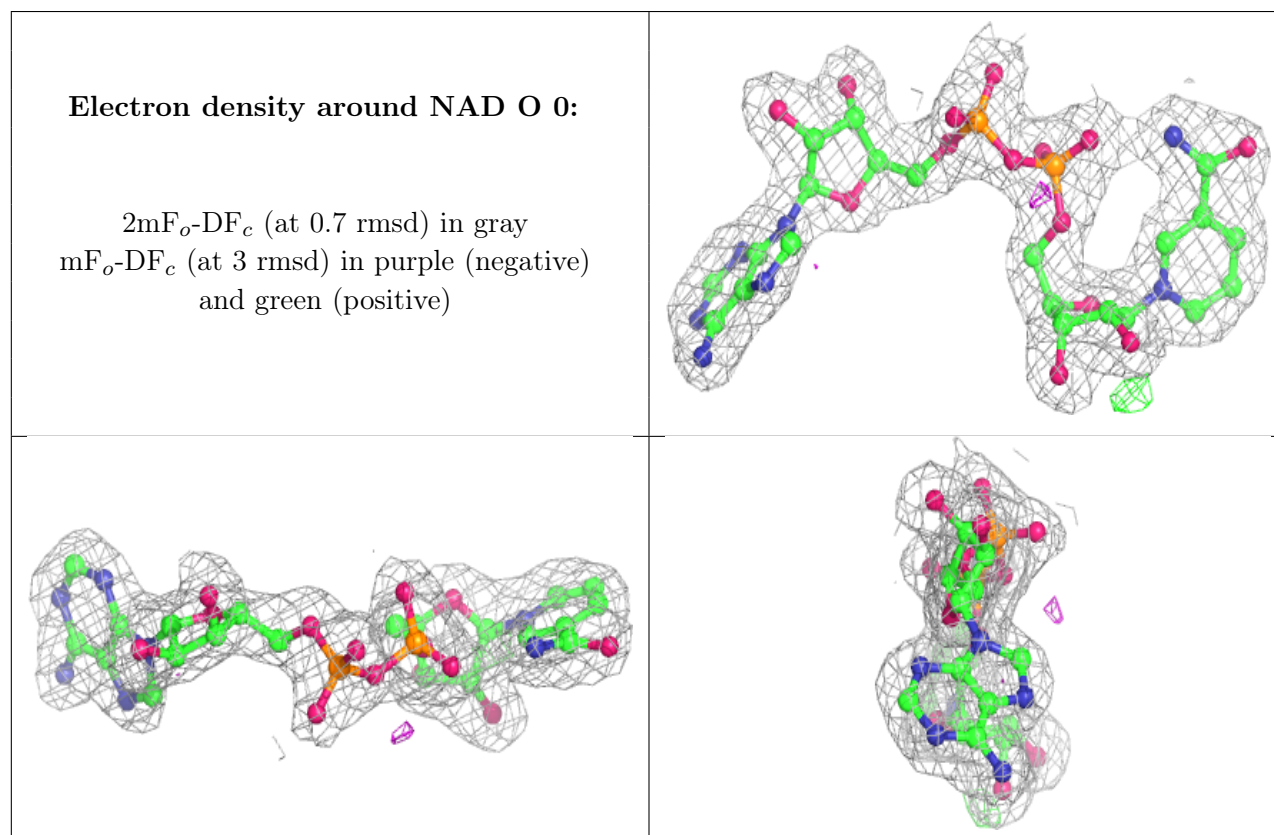 Electron density around NAD O 0:
2mFₒ-DF𝒸 (at 0.7 rmsd) in gray
mFₒ-DF𝒸 (at 3 rmsd) in purple (negative)
and green (positive)